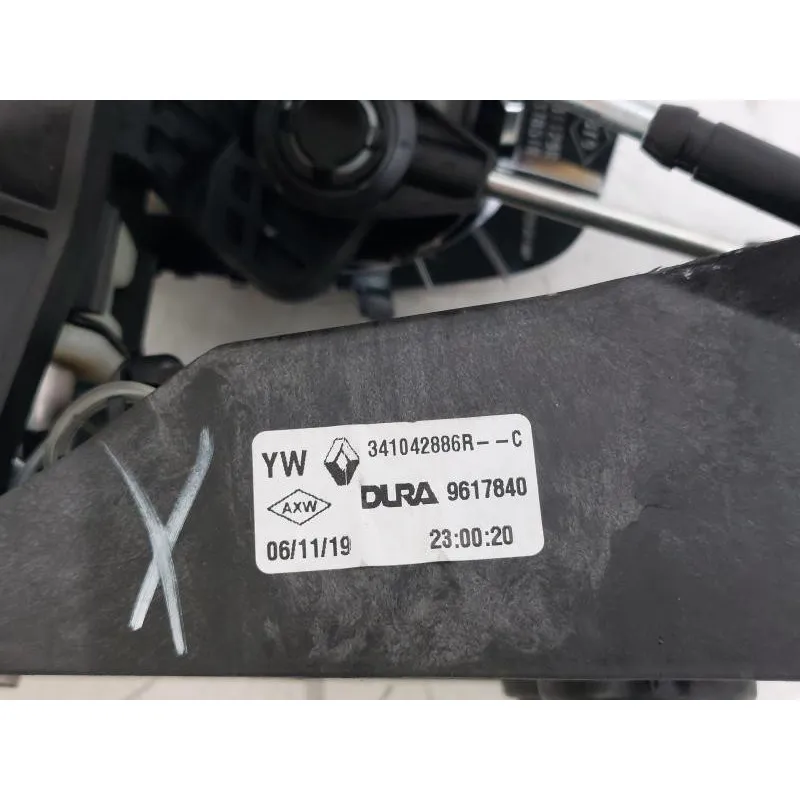 YW 341042886R--C
AXW DURA 9617840
06/11/19 23:00:20
X